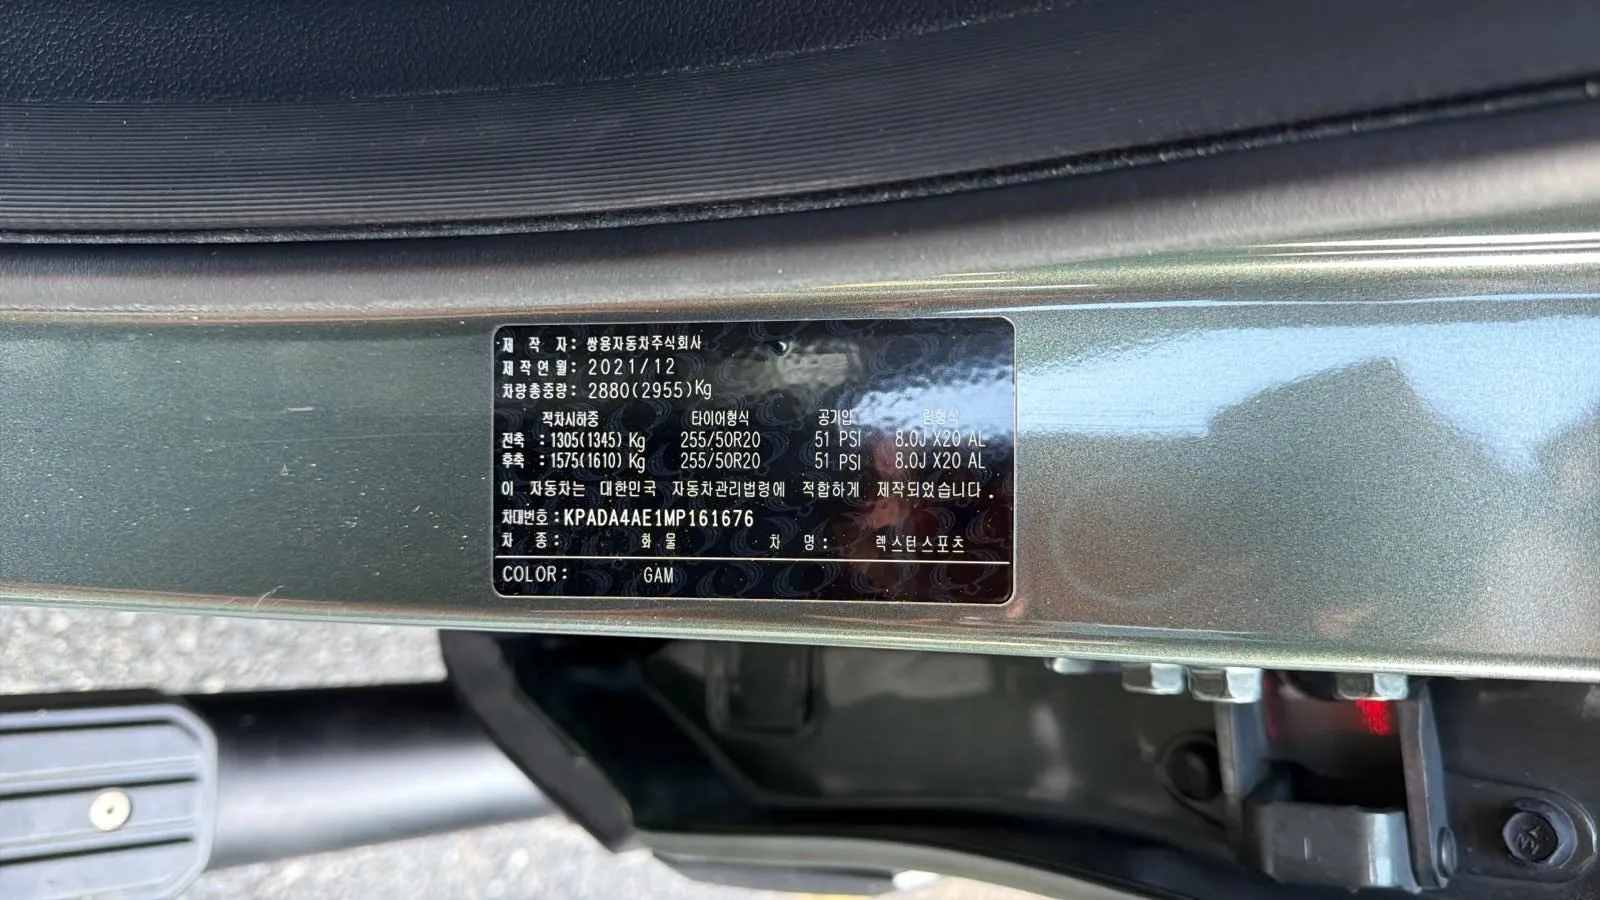 제 작 자: 쌍용자동차주식회사
제작연월: 2021/12
차량총중량: 2880(2955)Kg
적차시하중 타이어형식 공기압 림형식
전축 : 1305(1345) Kg 255/50R20 51 PSI 8.0J X20 AL
후축 : 1575(1610) Kg 255/50R20 51 PSI 8.0J X20 AL
이 자동차는 대한민국 자동차관리법령에 적합하게 제작되었습니다.
차대번호: KPADA4AE1MP161676
차 종: 화물 차 명: 렉스턴스포츠
COLOR: GAM